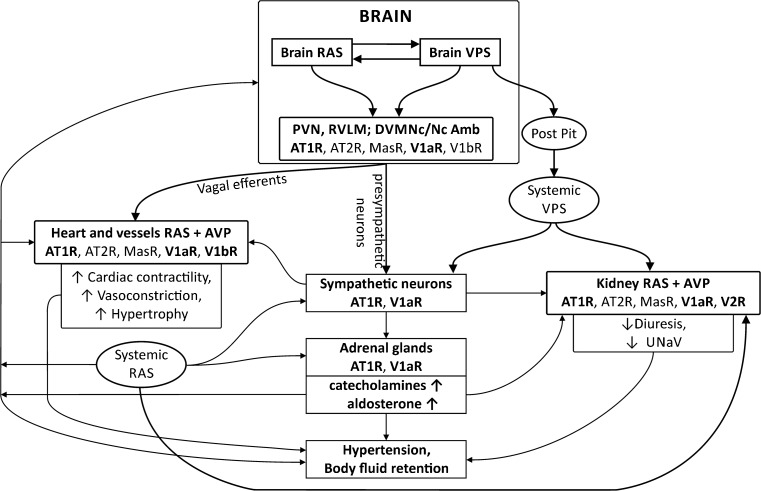 BRAIN
Brain RAS
Brain VPS
PVN, RVLM; DVMNc/Nc Amb
AT1R, AT2R, MasR, V1aR, V1bR
Post Pit
Systemic
VPS
Vagal efferents
presympathetic
neurons
Heart and vessels RAS + AVP
AT1R, AT2R, MasR, V1aR, V1bR
↑ Cardiac contractility,
↑ Vasoconstriction,
↑ Hypertrophy
Sympathetic neurons
AT1R, V1aR
Kidney RAS + AVP
AT1R, AT2R, MasR, V1aR, V2R
↓Diuresis,
↓ UNaV
Systemic
RAS
Adrenal glands
AT1R, V1aR
catecholamines ↑
aldosterone ↑
Hypertension,
Body fluid retention